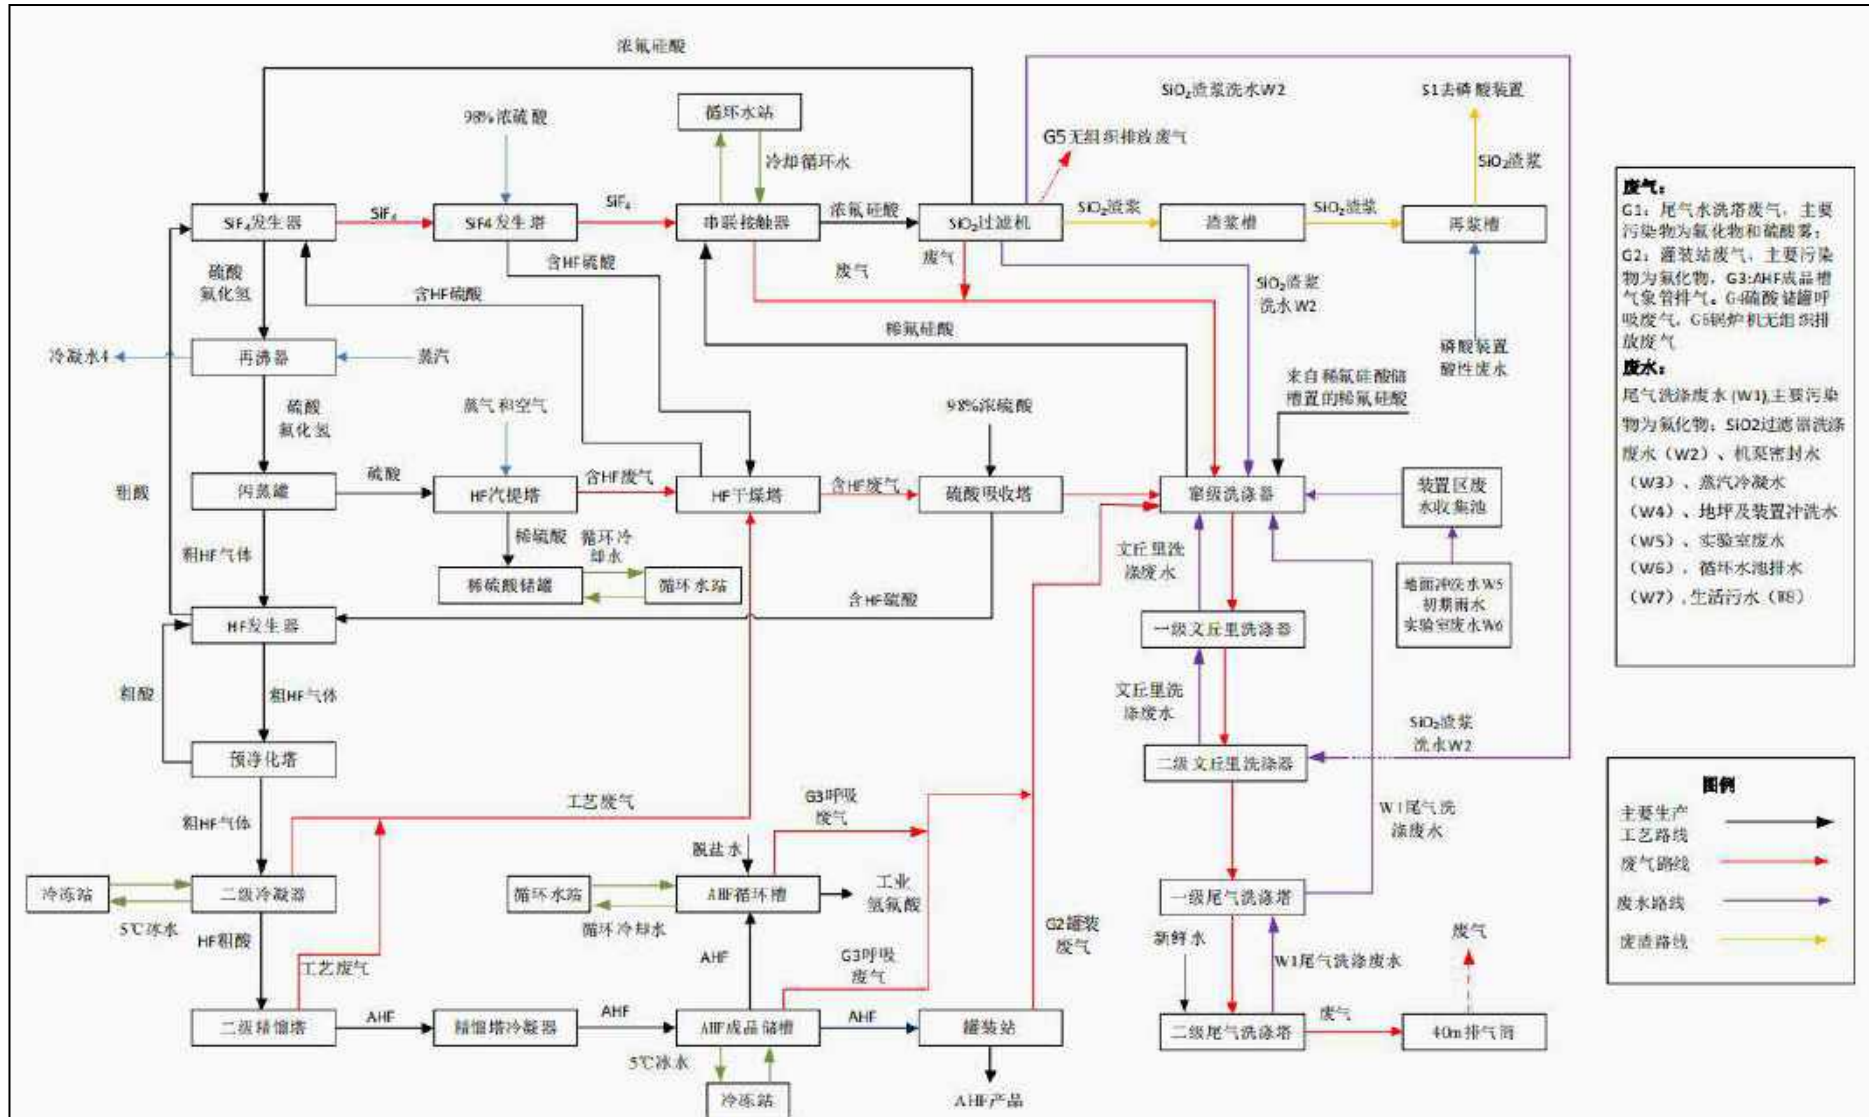 浓氟硅酸
98%浓硫酸
循环水站
冷却循环水
SiO₂渣浆洗水W2
S1去磷酸装置
G5无组织排放废气
SiO₂渣浆
SiF₄发生器
SiF₄
SiF4发生塔
SiF₄
串联接触器
浓氟硅酸
SiO₂过滤机
SiO₂渣浆
渣浆槽
SiO₂渣浆
再浆槽
硫酸
氟化氢
含HF硫酸
含HF硫酸
废气
废气
SiO₂渣浆
洗水W2
稀氟硅酸
磷酸装置
酸性废水
冷凝水4
再沸器
蒸汽
硫酸
氟化氢
蒸气和空气
98%浓硫酸
来自稀氟硅酸储
槽置的稀氟硅酸
粗酸
闪蒸罐
硫酸
HF汽提塔
含HF废气
HF干燥塔
含HF废气
硫酸吸收塔
窜级洗涤器
装置区废
水收集池
粗HF气体
稀硫酸
循环冷
却水
稀硫酸储罐
循环水站
文丘里洗
涤废水
地面冲洗水W5
初期雨水
实验室废水W6
含HF硫酸
HF发生器
一级文丘里洗涤器
粗酸
粗HF气体
文丘里洗
涤废水
SiO₂渣浆
洗水W2
预净化塔
二级文丘里洗涤器
粗HF气体
工艺废气
G3呼吸
废气
W1尾气洗
涤废水
脱盐水
冷冻站
二级冷凝器
循环水站
AHF循环槽
工业
氢氟酸
一级尾气洗涤塔
5℃冰水
HF粗酸
循环冷却水
G2罐装
废气
新鲜水
废气
工艺废气
AHF
G3呼吸
废气
W1尾气洗涤废水
二级精馏塔
AHF
精馏塔冷凝器
AHF
AHF成品储槽
AHF
罐装站
二级尾气洗涤塔
废气
40m排气筒
5℃冰水
冷冻站
AHF产品
废气:
G1：尾气水洗塔废气，主要
污染物为氟化物和硫酸雾；
G2：灌装站废气，主要污染
物为氟化物，G3:AHF成品槽
气象管排气。G4硫酸储罐呼
吸废气，G6锅炉机无组织排
放废气
废水:
尾气洗涤废水(W1),主要污染
物为氟化物；SiO2过滤器洗涤
废水（W2）、机泵密封水
（W3）、蒸汽冷凝水
（W4）、地坪及装置冲洗水
（W5）、实验室废水
（W6）、循环水池排水
（W7）,生活污水（W8）
图例
主要生产
工艺路线
废气路线
废水路线
废渣路线